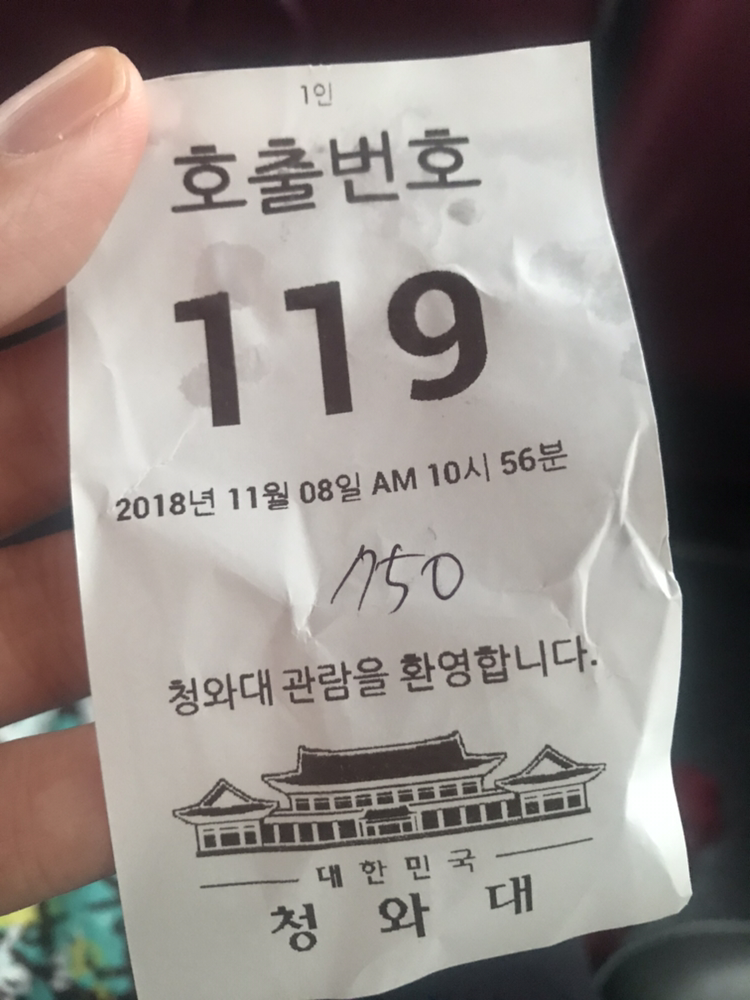 1인
호출번호
119
2018년 11월 08일 AM 10시 56분
750
청와대 관람을 환영합니다.
대한민국
청와대